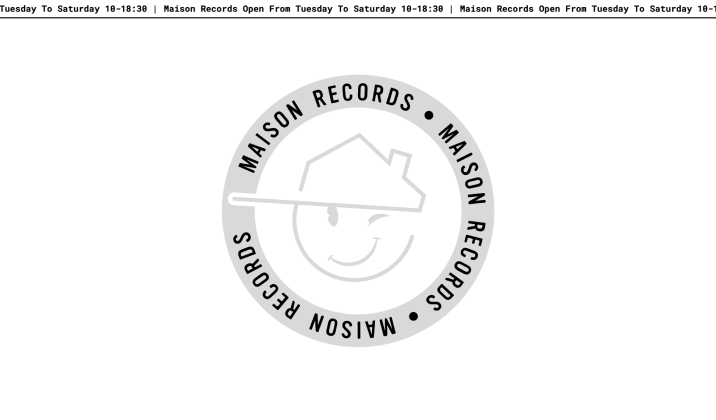 Tuesday To Saturday 10-18:30 | Maison Records Open From Tuesday To Saturday 10-18:30 | Maison Records Open From Tuesday To Saturday 10-1
MAISON RECORDS • MAISON RECORDS • MAISON RECORDS